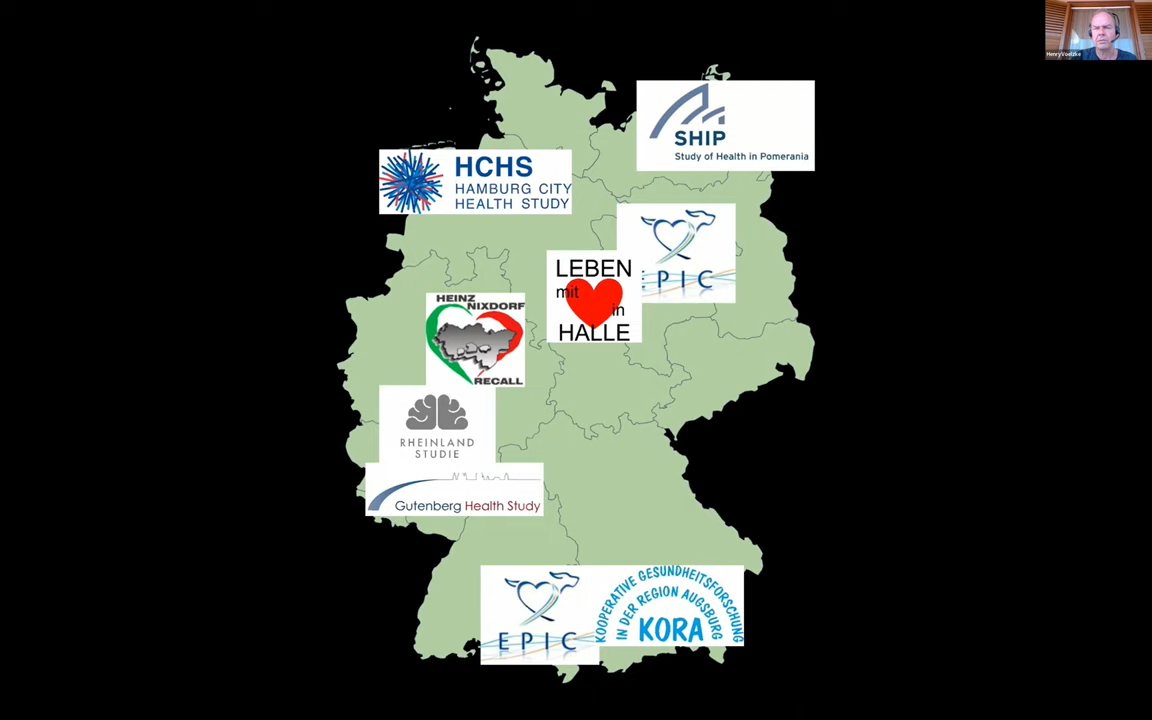 HenryVoelzke
SHIP
Study of Health in Pomerania
HCHS
HAMBURG CITY
HEALTH STUDY
EPIC
LEBEN
mit
in
HALLE
HEINZ
NIXDORF
RECALL
RHEINLAND
STUDIE
Gutenberg Health Study
EPIC
KOOPERATIVE GESUNDHEITSFORSCHUNG
IN DER REGION AUGSBURG
KORA